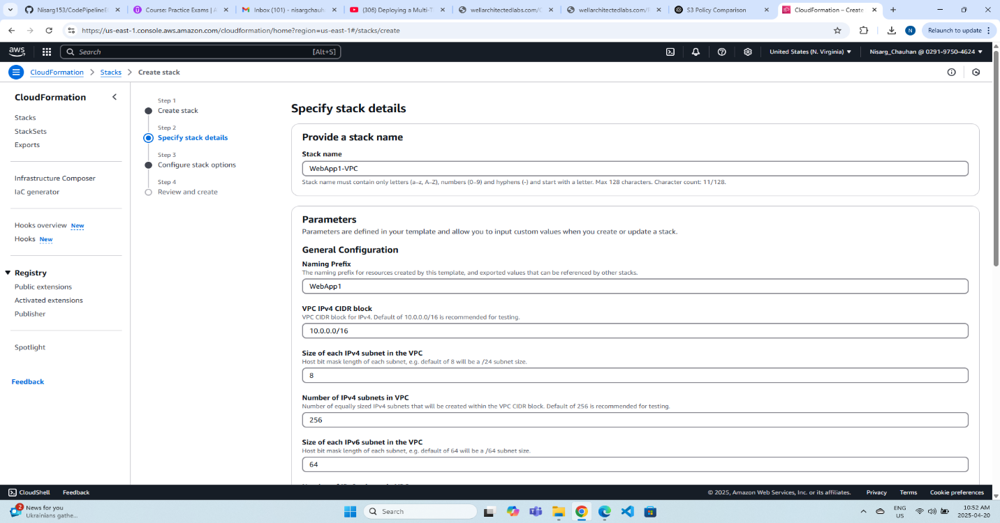 Nisarg153/CodePipelineE
Course: Practice Exams | A
Inbox (101) - nisargchauh
(306) Deploying a Multi-T
wellarchitectedlabs.com/C
wellarchitectedlabs.com/
S3 Policy Comparison
CloudFormation – Create
https://us-east-1.console.aws.amazon.com/cloudformation/home?region=us-east-1#/stacks/create
N
Relaunch to update
aws
Search
[Alt+S]
United States (N. Virginia)
Nisarg_Chauhan @ 0291-9750-4624
CloudFormation
Stacks
Create stack
CloudFormation
Stacks
StackSets
Exports
Infrastructure Composer
IaC generator
Hooks overview New
Hooks New
Registry
Public extensions
Activated extensions
Publisher
Spotlight
Feedback
Step 1
Create stack
Step 2
Specify stack details
Step 3
Configure stack options
Step 4
Review and create
Specify stack details
Provide a stack name
Stack name
WebApp1-VPC
Stack name must contain only letters (a-z, A-Z), numbers (0-9) and hyphens (-) and start with a letter. Max 128 characters. Character count: 11/128.
Parameters
Parameters are defined in your template and allow you to input custom values when you create or update a stack.
General Configuration
Naming Prefix
The naming prefix for resources created by this template, and exported values that can be referenced by other stacks.
WebApp1
VPC IPv4 CIDR block
VPC CIDR block for IPv4. Default of 10.0.0.0/16 is recommended for testing.
10.0.0.0/16
Size of each IPv4 subnet in the VPC
Host bit mask length of each subnet, e.g. default of 8 will be a /24 subnet size.
8
Number of IPv4 subnets in VPC
Number of equally sized IPv4 subnets that will be created within the VPC CIDR block. Default of 256 is recommended for testing.
256
Size of each IPv6 subnet in the VPC
Host bit mask length of each subnet, e.g. default of 64 will be a /64 subnet size.
64
CloudShell
Feedback
© 2025, Amazon Web Services, Inc. or its affiliates.
Privacy
Terms
Cookie preferences
2
News for you
Ukrainians gathe...
Search
ENG
US
10:52 AM
2025-04-20